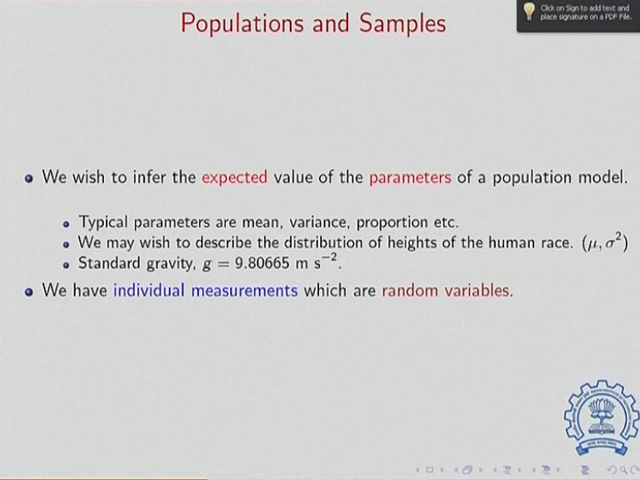 Populations and Samples
Click on Sign to add text and
place signature on a PDF File.
We wish to infer the expected value of the parameters of a population model.
Typical parameters are mean, variance, proportion etc.
We may wish to describe the distribution of heights of the human race. (μ, σ²)
Standard gravity, g = 9.80665 m s⁻².
We have individual measurements which are random variables.